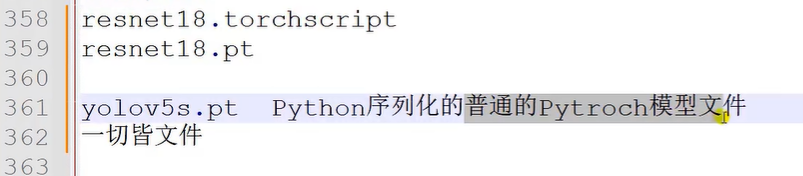 358 resnet18.torchscript
359 resnet18.pt
360
361 yolov5s.pt Python序列化的普通的Pytroch模型文件
362 一切皆文件
363